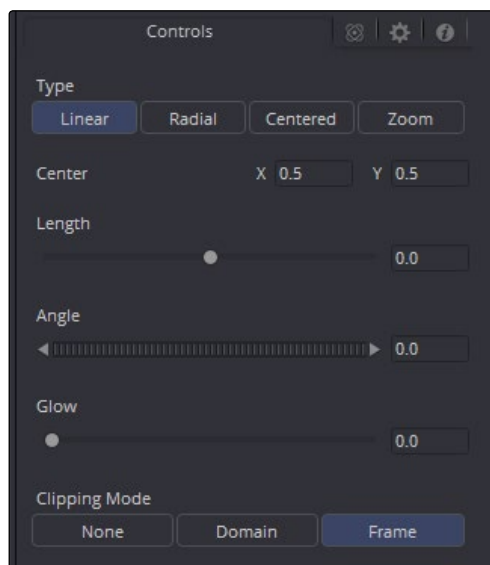 Controls
Type
Linear Radial Centered Zoom
Center X 0.5 Y 0.5
Length
0.0
Angle
0.0
Glow
0.0
Clipping Mode
None Domain Frame